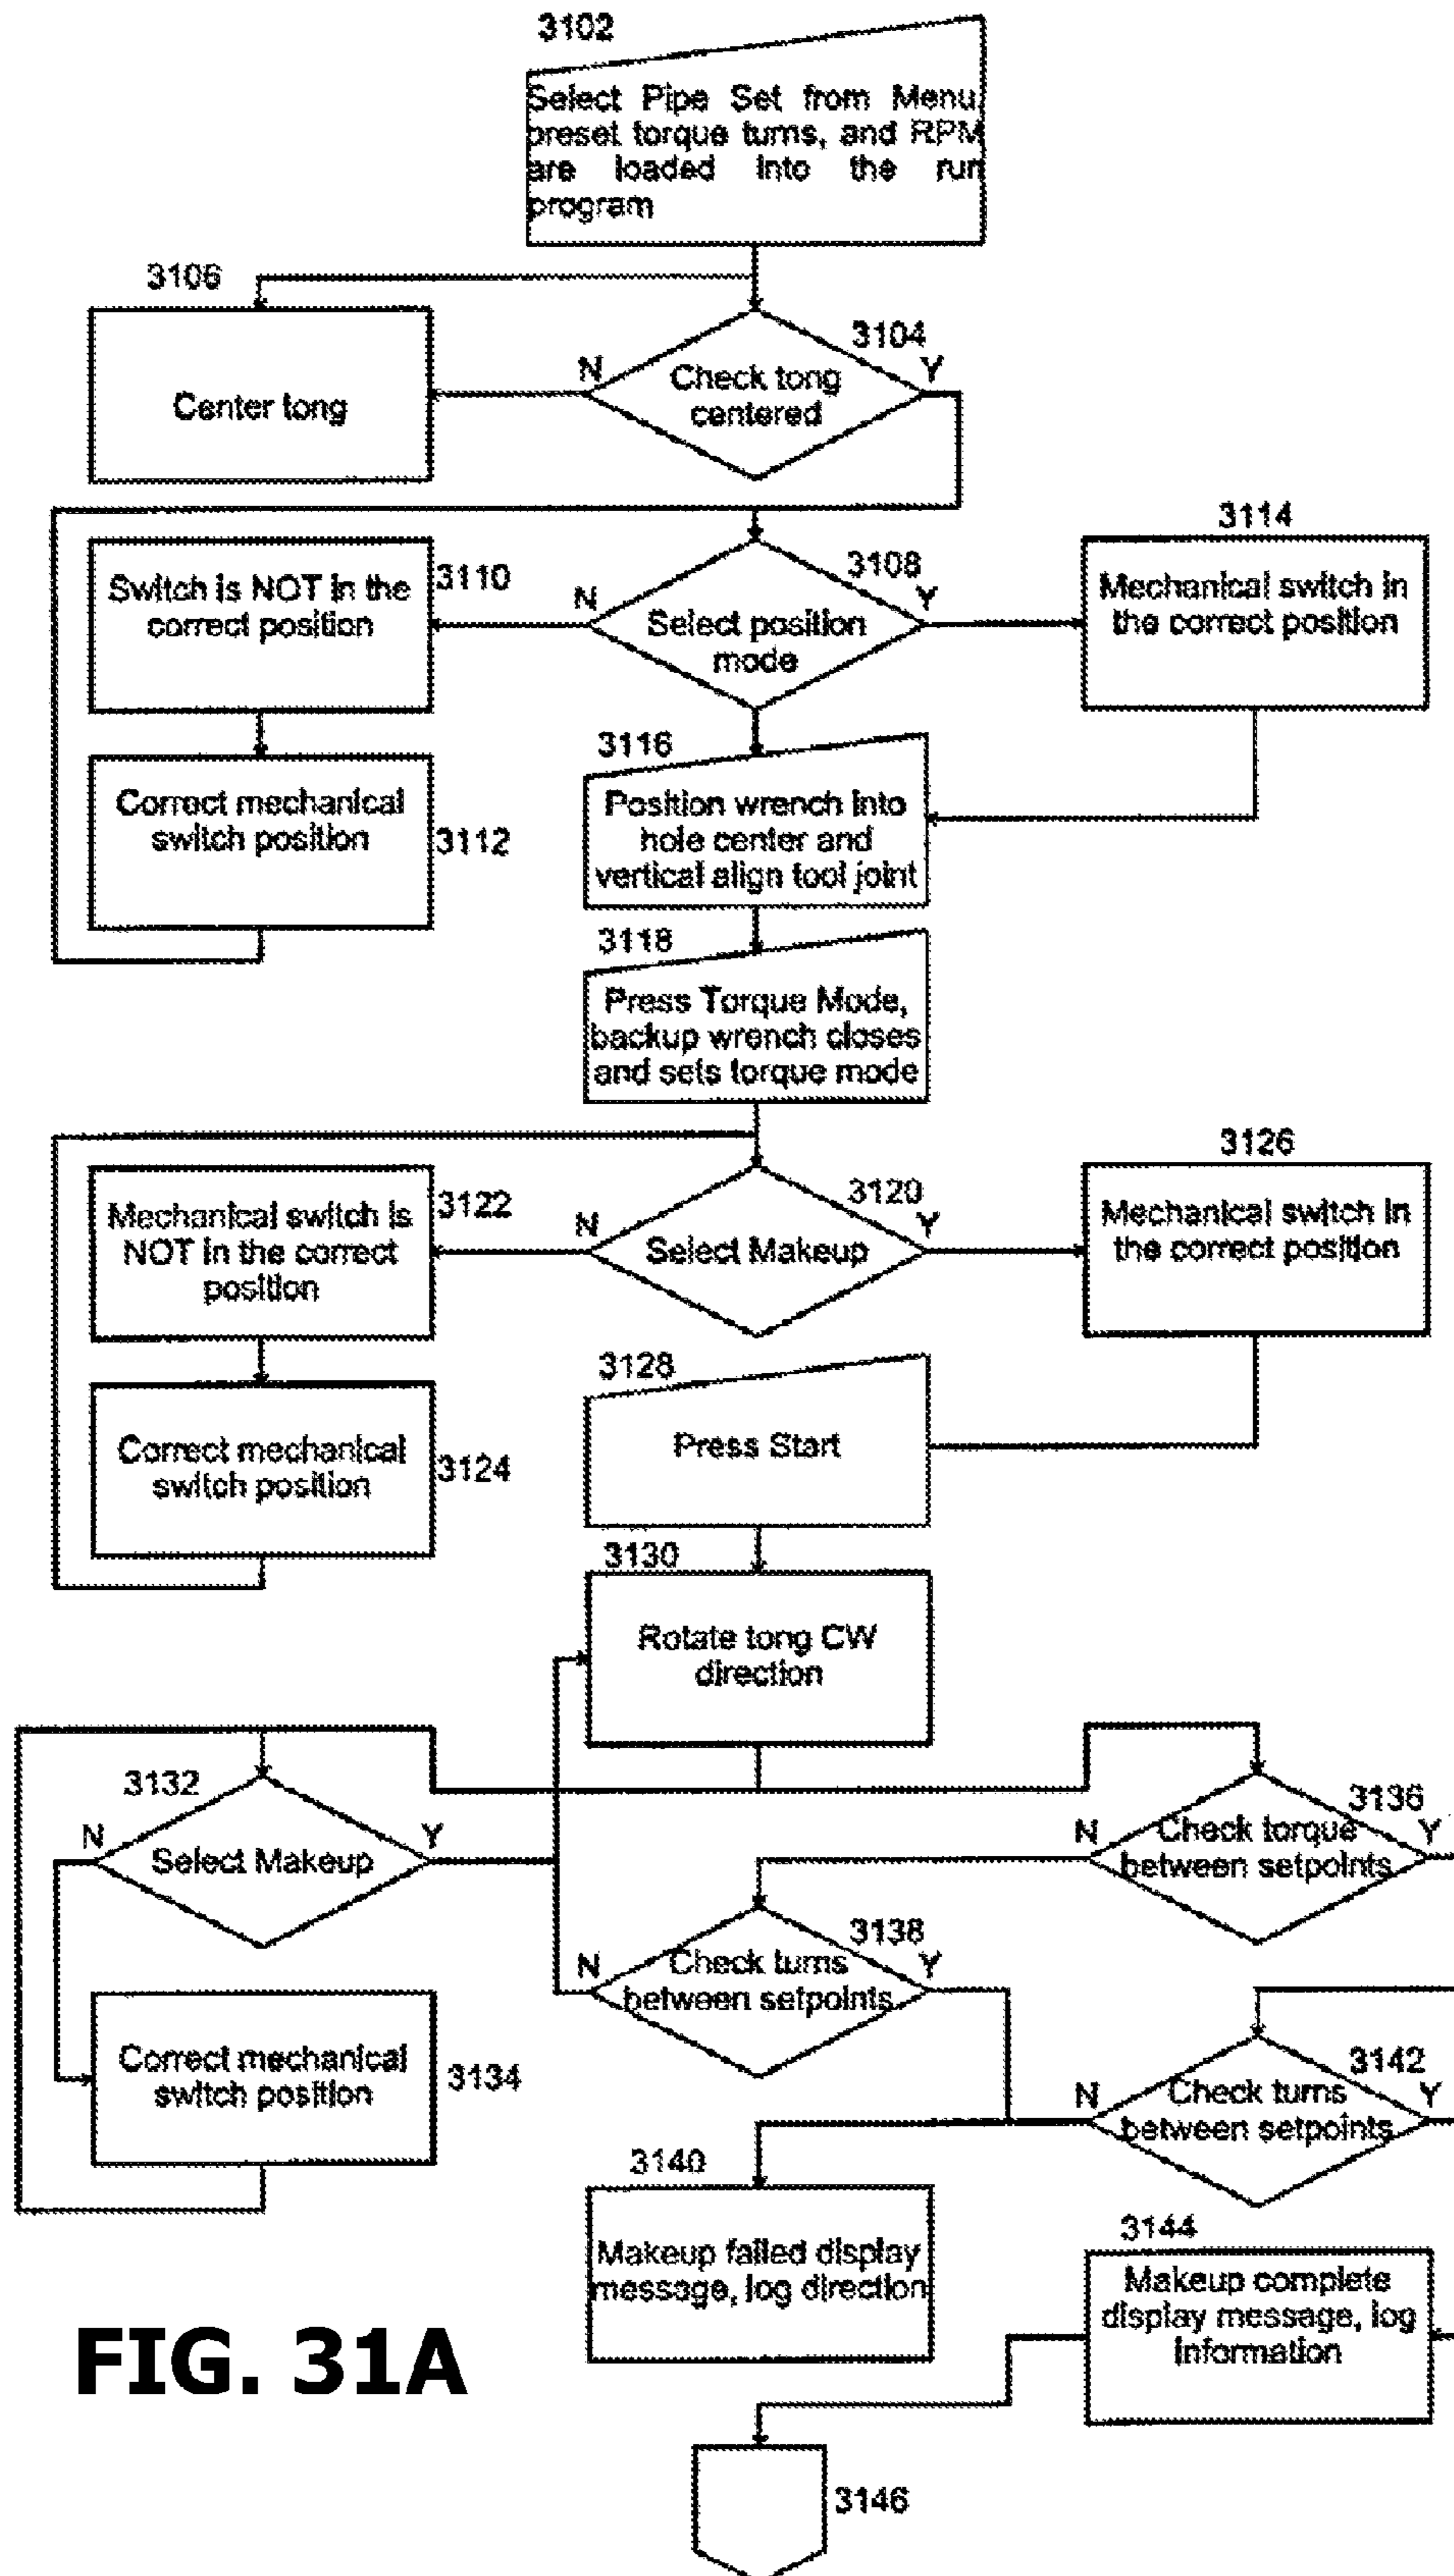 3102
Select Pipe Set from Menu,
preset torque turns, and RPM
are loaded into the run
program
3106
Center tong
3104
N
Y
Check tong
centered
3110
Switch is NOT in the
correct position
3108
N
Y
Select position
mode
3114
Mechanical switch in
the correct position
Correct mechanical
switch position
3112
3116
Position wrench into
hole center and
vertical align tool joint
3118
Press Torque Mode,
backup wrench closes
and sets torque mode
3122
Mechanical switch is
NOT in the correct
position
3120
N
Y
Select Makeup
3126
Mechanical switch in
the correct position
Correct mechanical
switch position
3124
3128
Press Start
3130
Rotate tong CW
direction
3132
N
Y
Select Makeup
3136
N
Y
Check torque
between setpoints
3138
N
Y
Check turns
between setpoints
Correct mechanical
switch position
3134
3142
N
Y
Check turns
between setpoints
3140
Makeup failed display
message, log direction
3144
Makeup complete
display message, log
information
FIG. 31A
3146